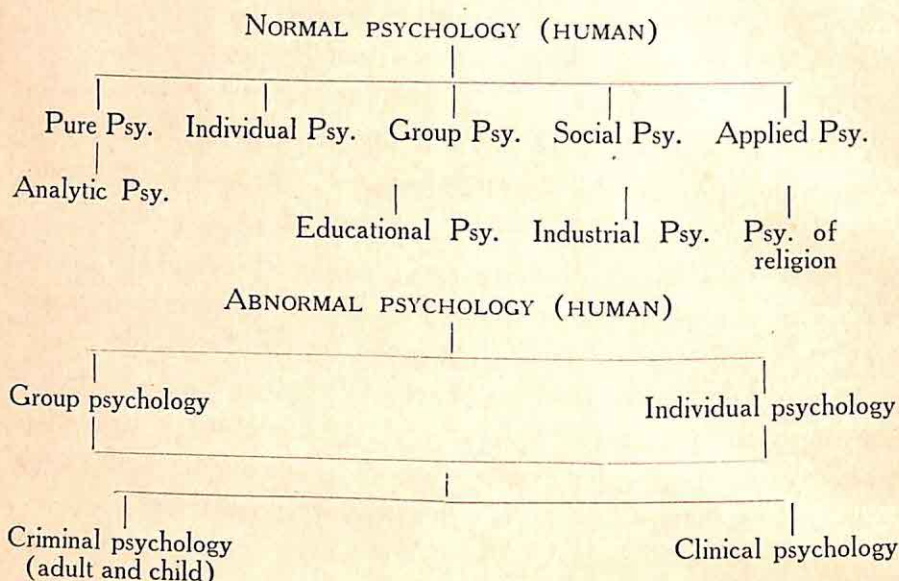 NORMAL PSYCHOLOGY (HUMAN)
Pure Psy. Individual Psy. Group Psy. Social Psy. Applied Psy.
Analytic Psy.
Educational Psy. Industrial Psy. Psy. of
religion
ABNORMAL PSYCHOLOGY (HUMAN)
Group psychology Individual psychology
Criminal psychology Clinical psychology
(adult and child)